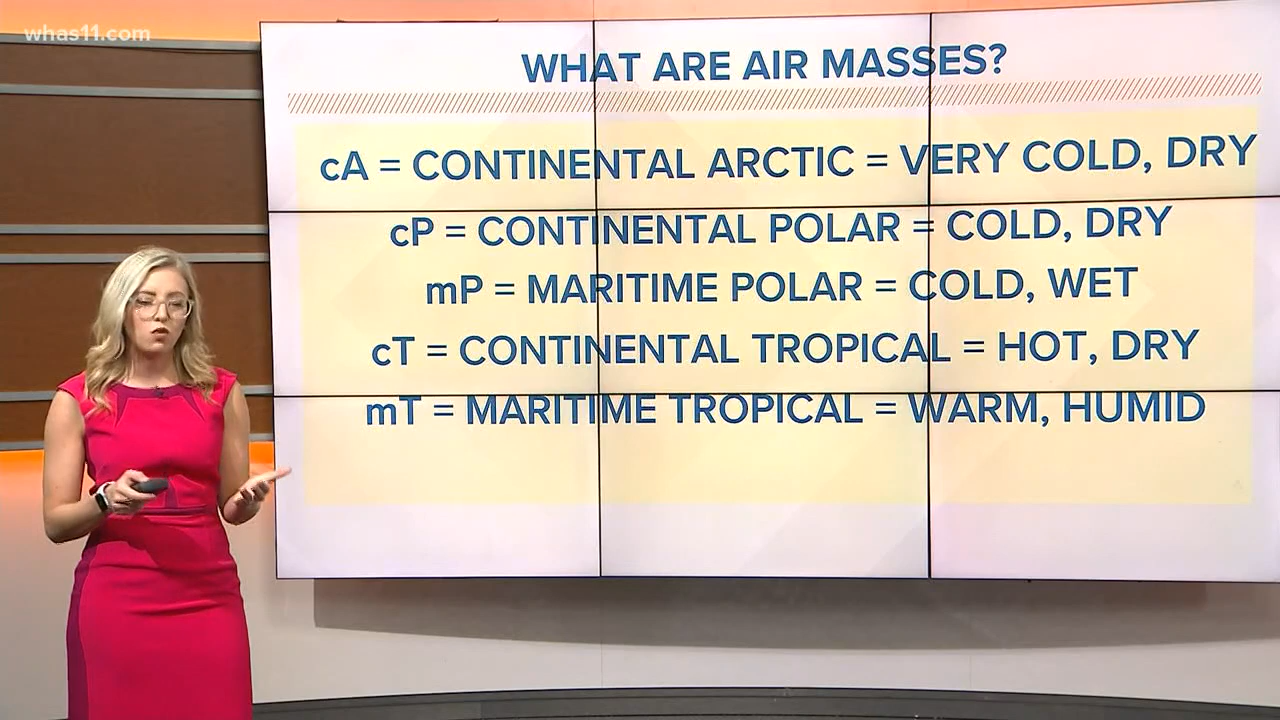 whas11.com
WHAT ARE AIR MASSES?
cA = CONTINENTAL ARCTIC = VERY COLD, DRY
cP = CONTINENTAL POLAR = COLD, DRY
mP = MARITIME POLAR = COLD, WET
cT = CONTINENTAL TROPICAL = HOT, DRY
mT = MARITIME TROPICAL = WARM, HUMID